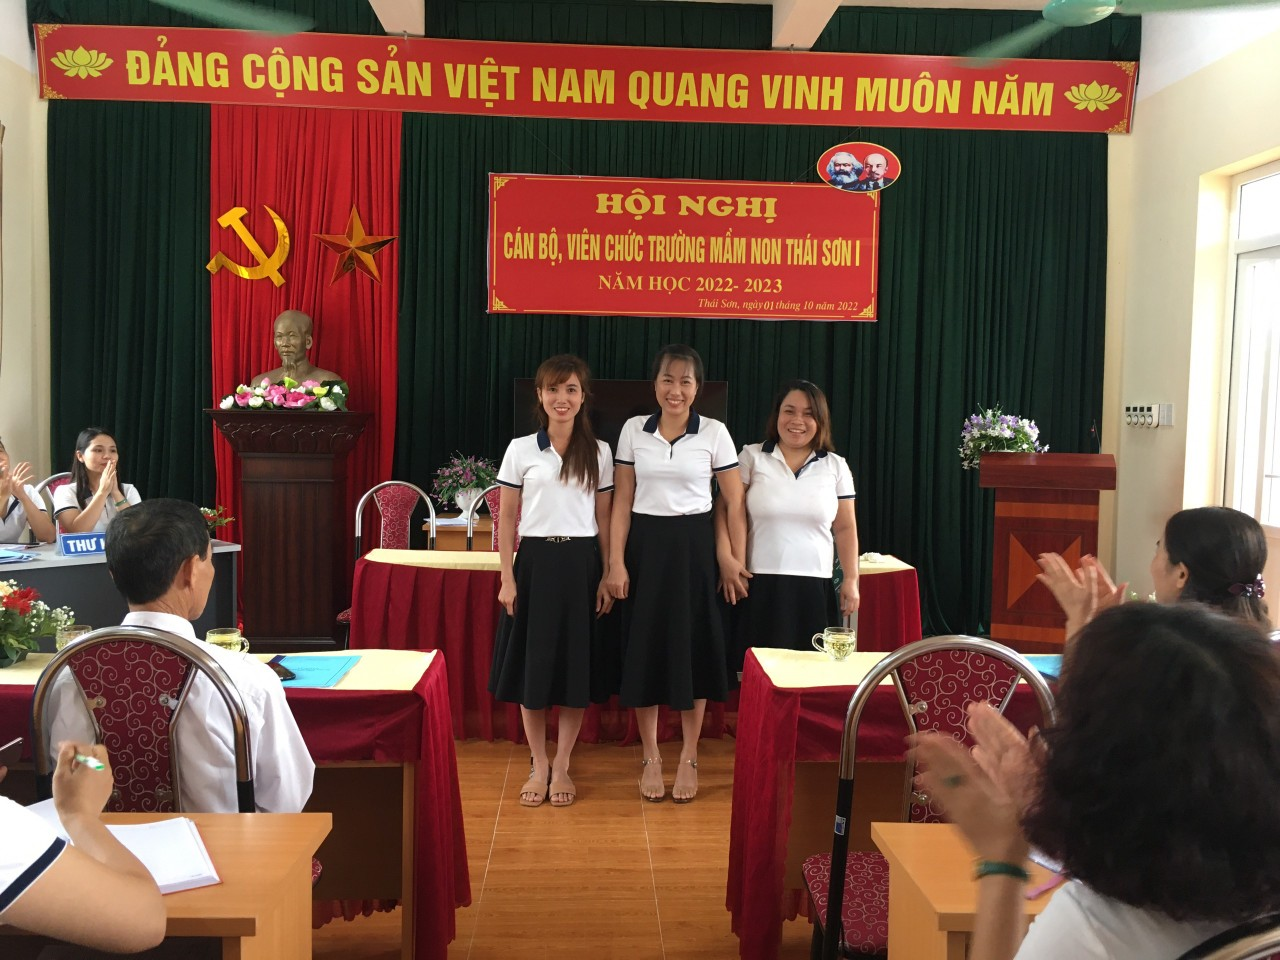 ĐẢNG CỘNG SẢN VIỆT NAM QUANG VINH MUÔN NĂM
HỘI NGHỊ
CÁN BỘ, VIÊN CHỨC TRƯỜNG MẦM NON THÁI SƠN I
NĂM HỌC 2022- 2023
Thái Sơn, ngày 01 tháng 10 năm 2022
THƯ